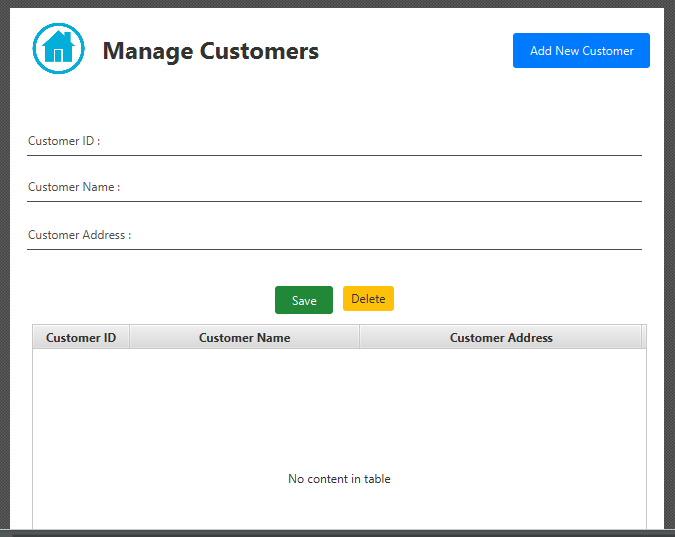 Manage Customers
Add New Customer
Customer ID :
Customer Name :
Customer Address :
Save Delete
Customer ID Customer Name Customer Address
No content in table